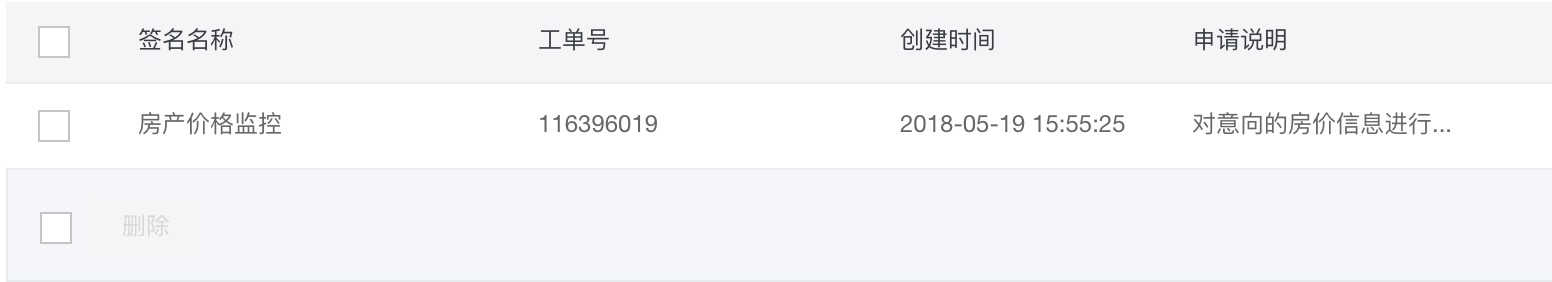 签名名称 工单号 创建时间 申请说明
房产价格监控 116396019 2018-05-19 15:55:25 对意向的房价信息进行...
删除